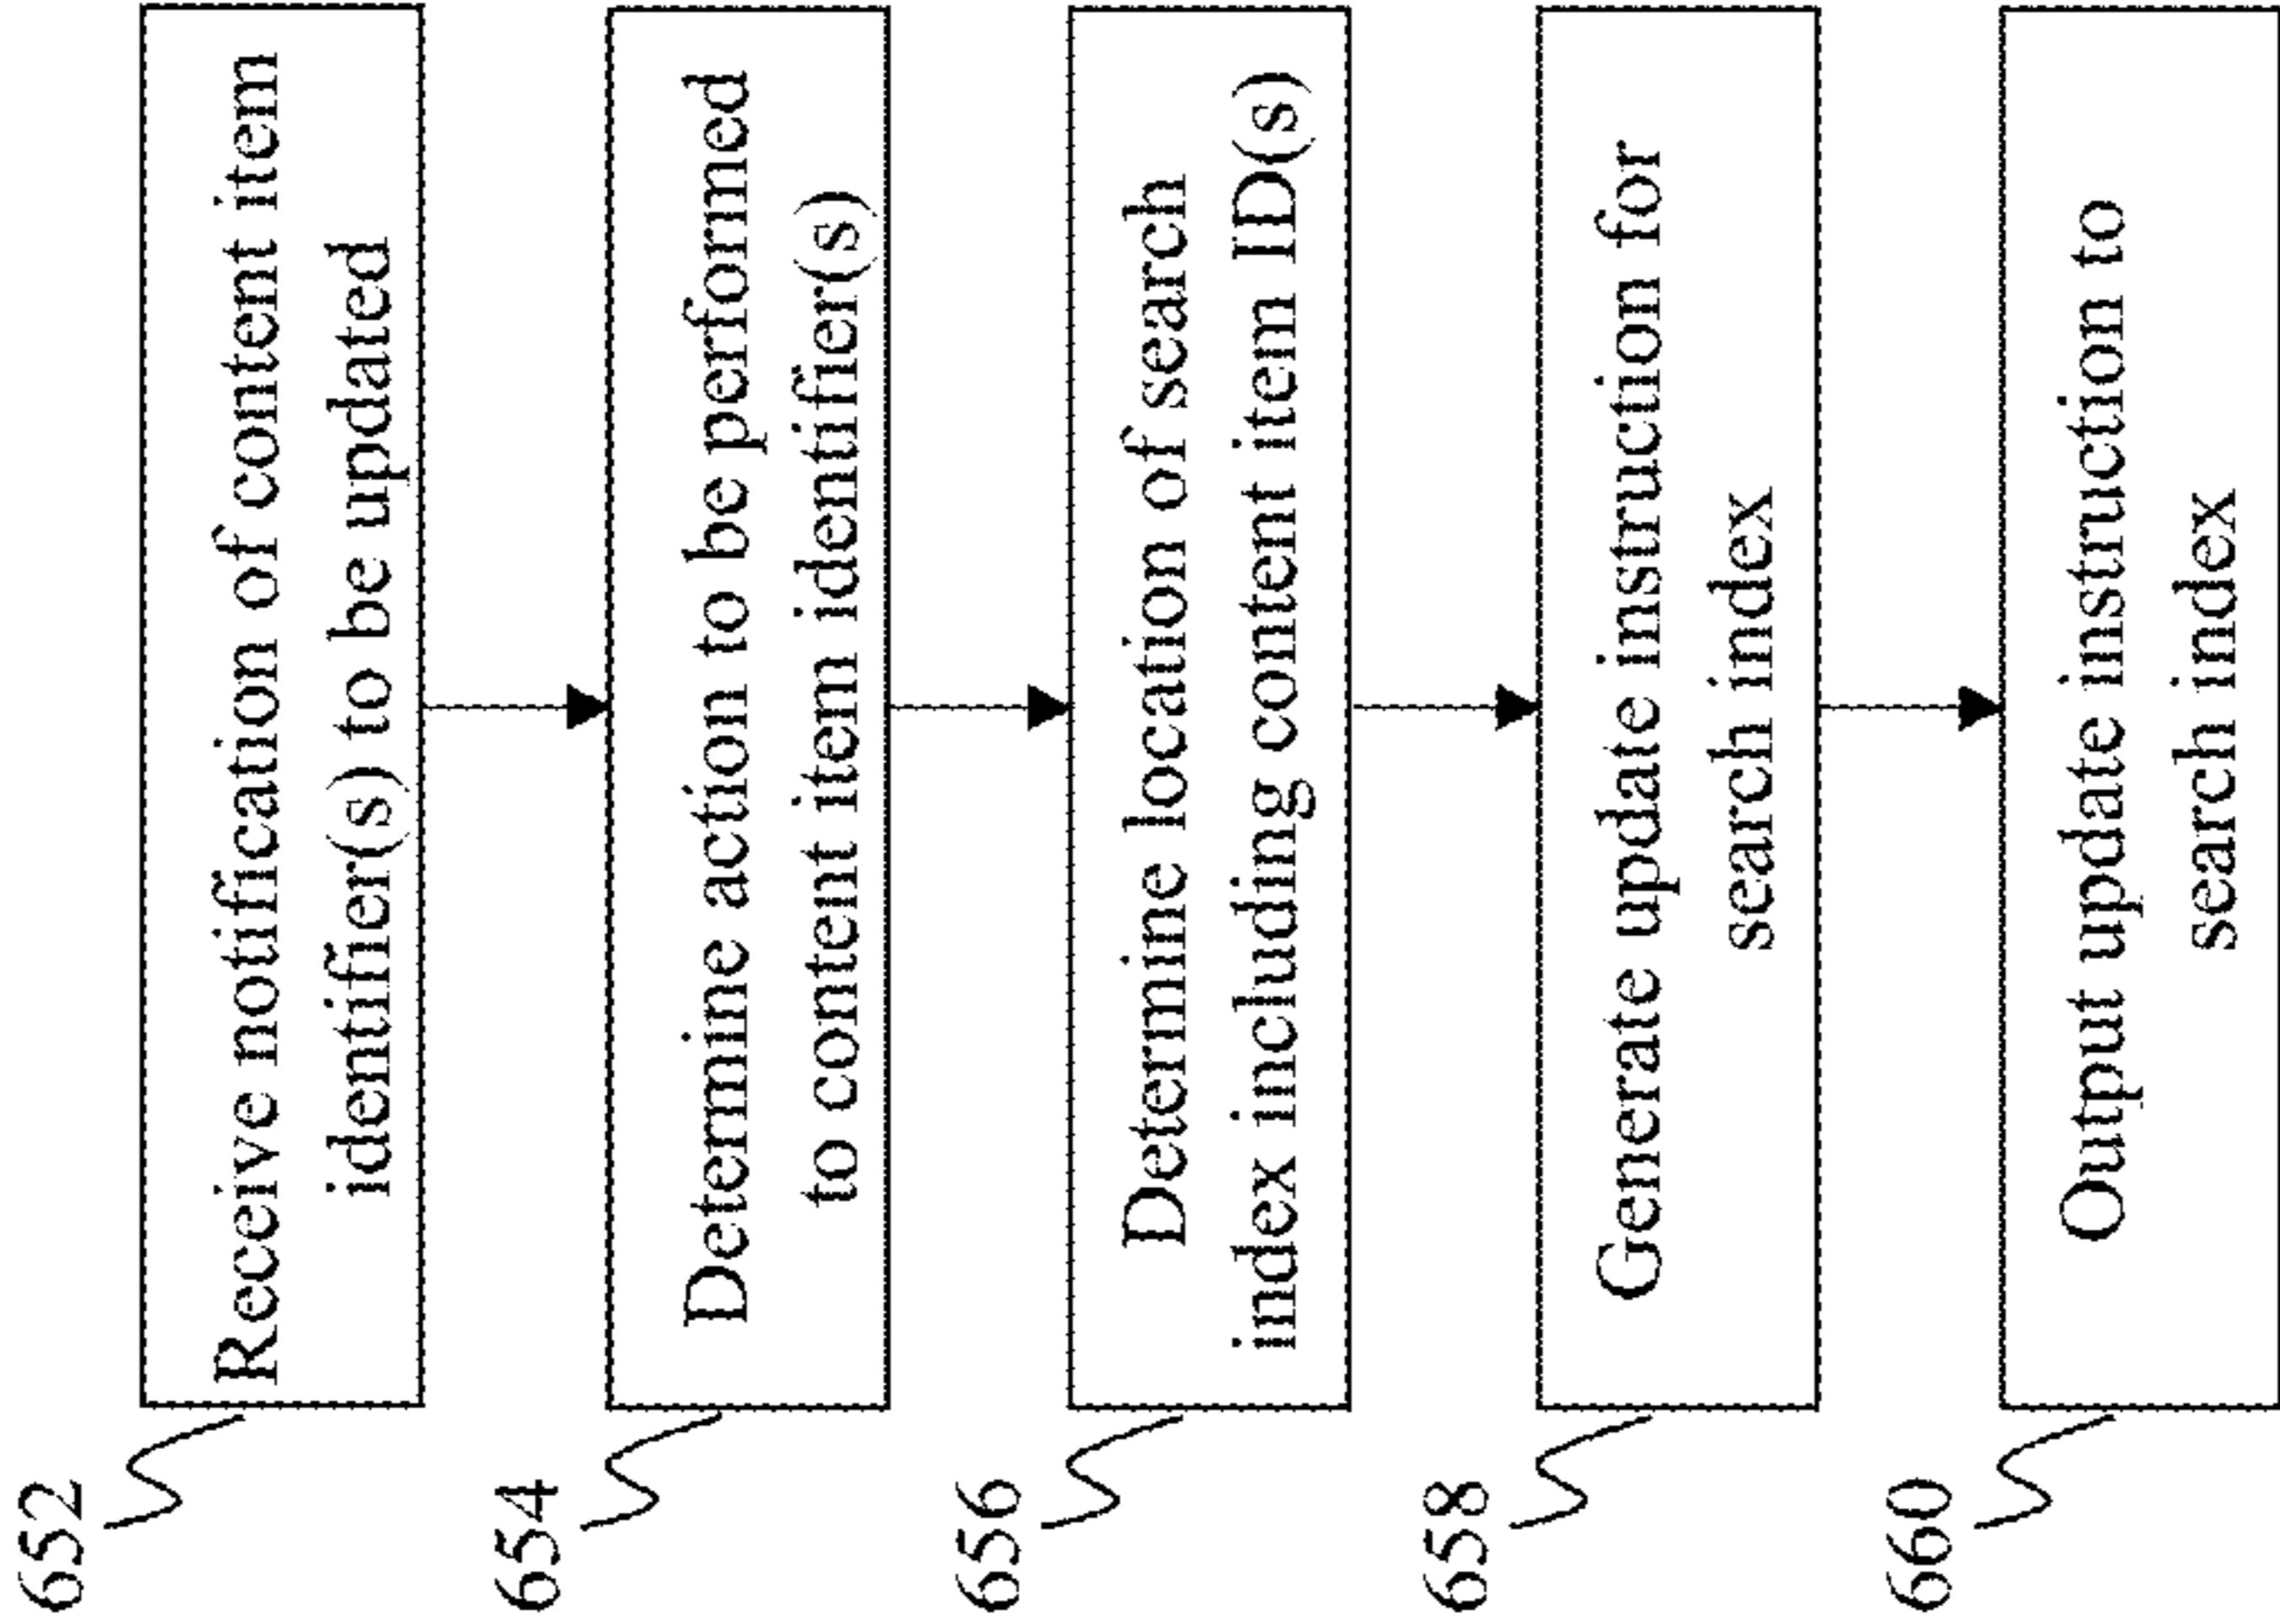 652
Receive notification of content item
identifier(s) to be updated
654
Determine action to be performed
to content item identifier(s)
656
Determine location of search
index including content item ID(s)
658
Generate update instruction for
search index
660
Output update instruction to
search index